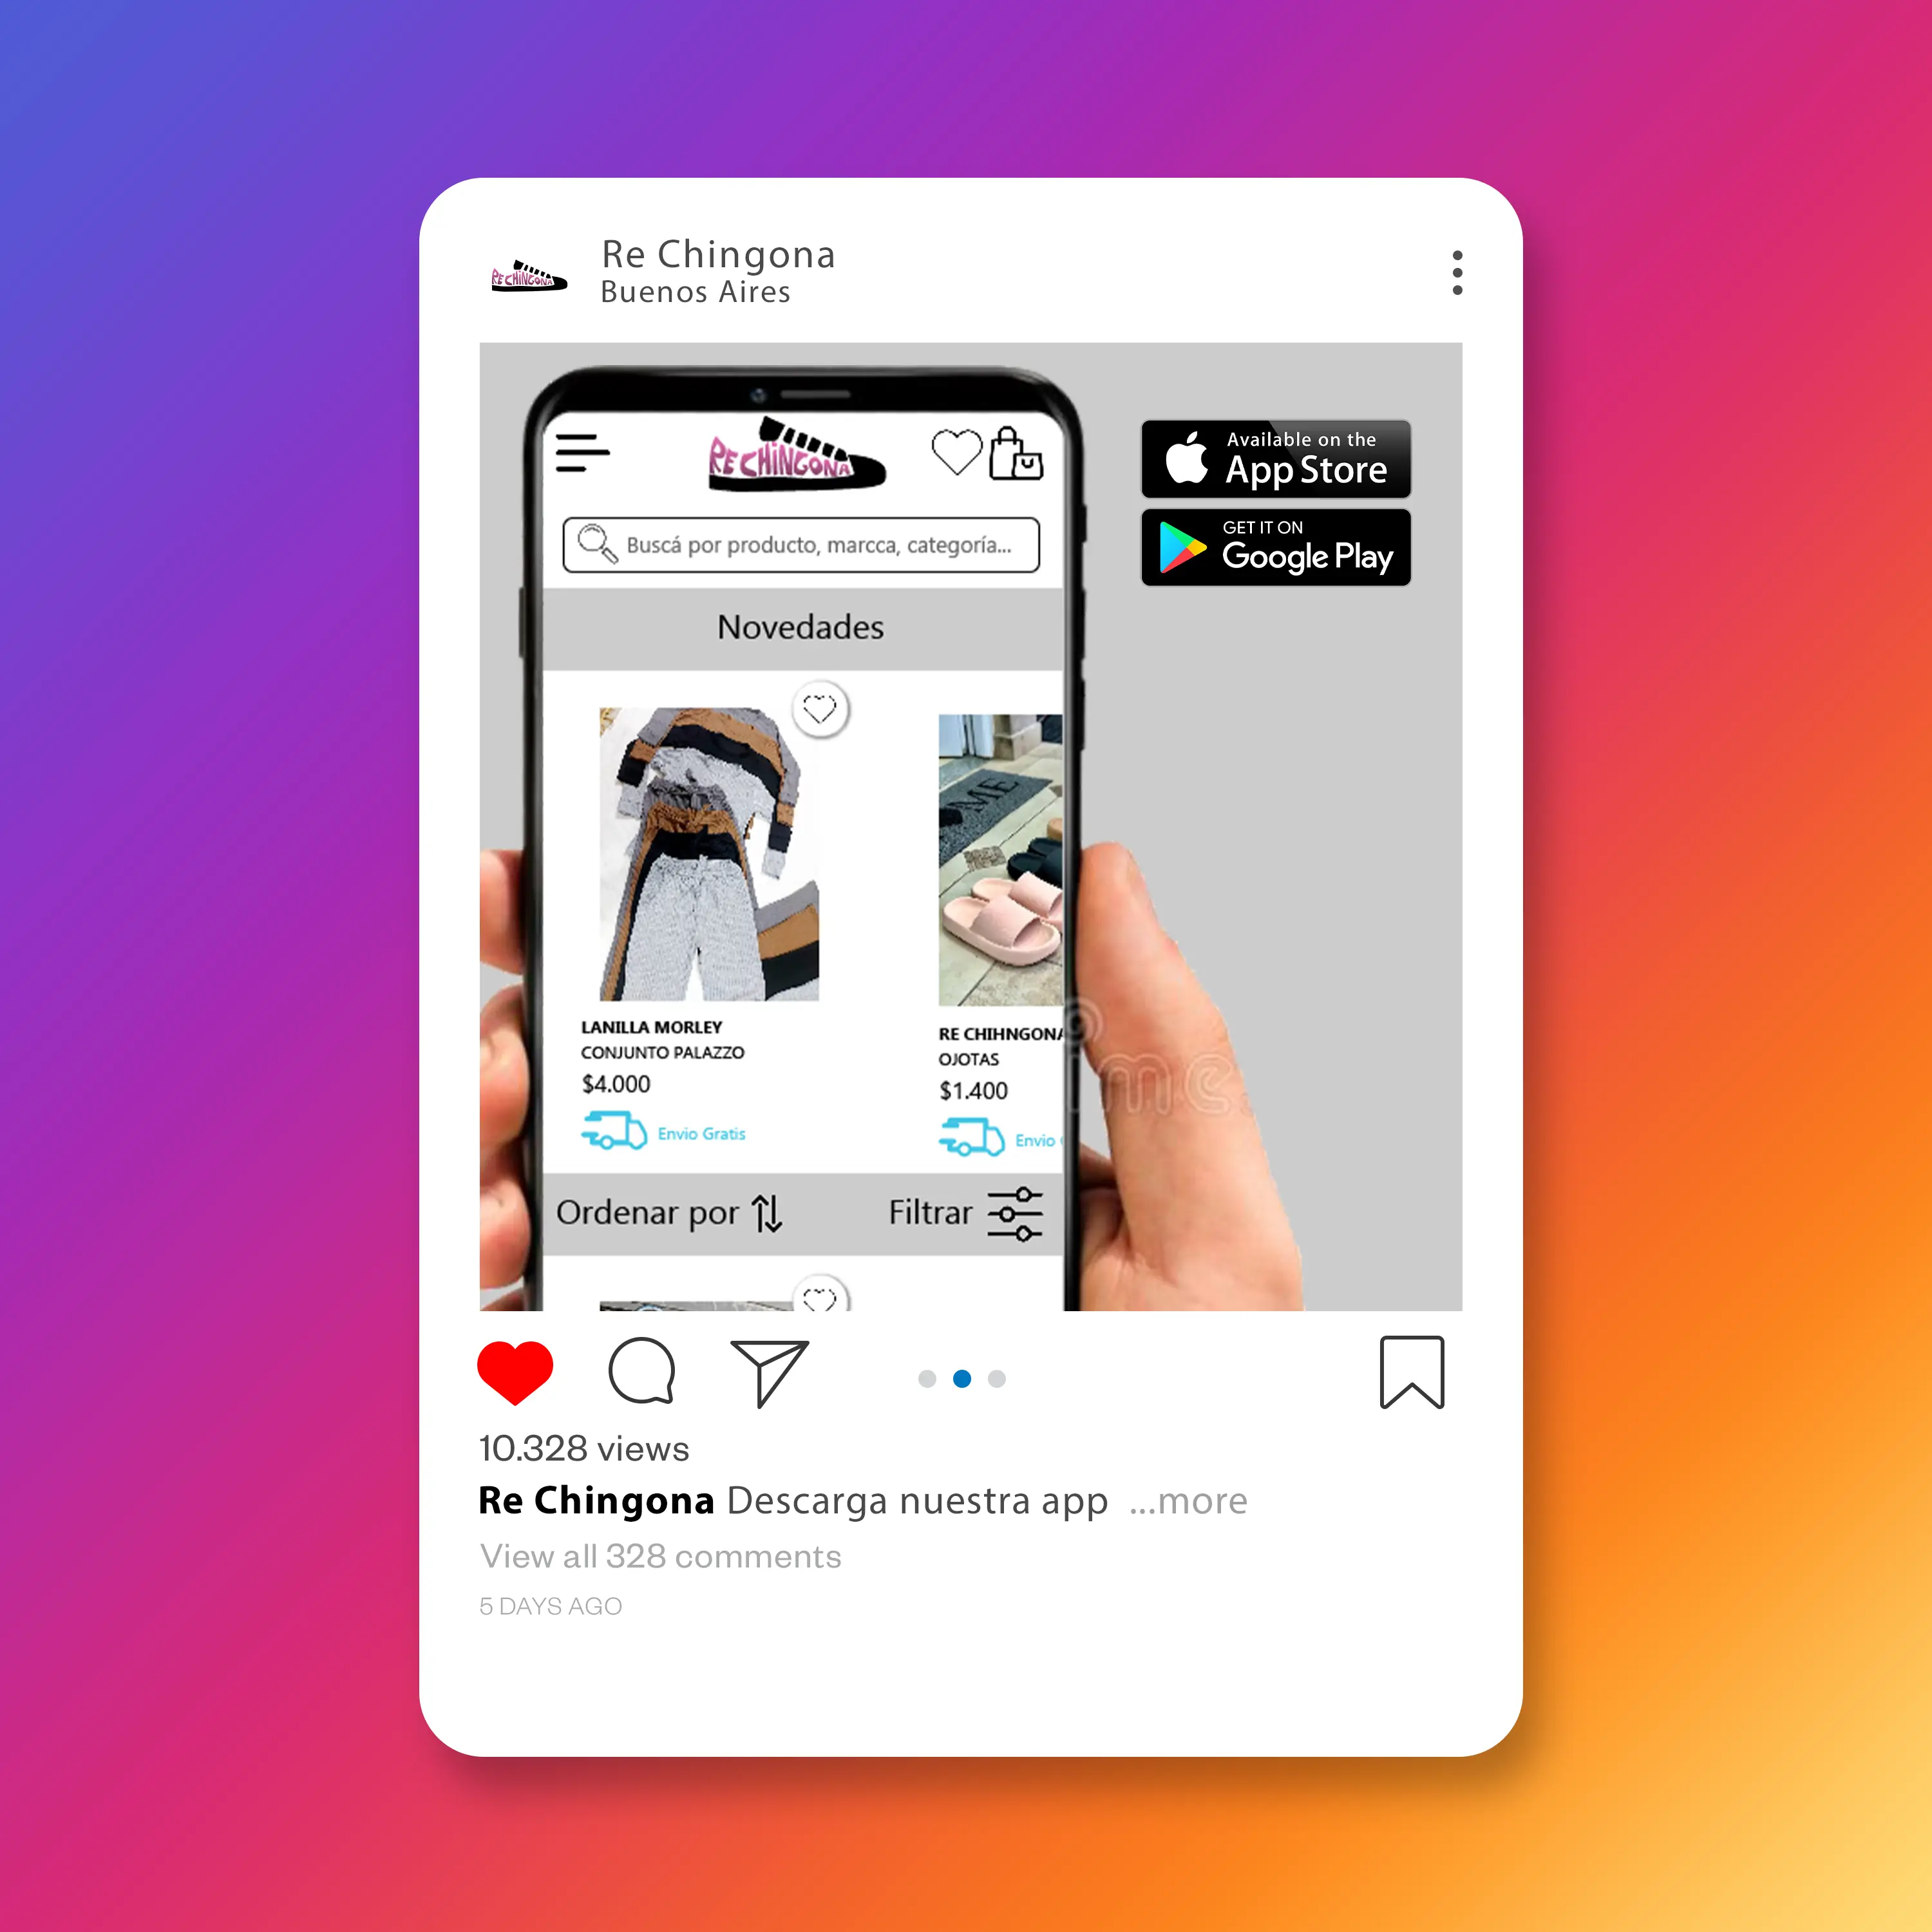 RE CHINGONA
Re Chingona
Buenos Aires
RE CHINGONA
Available on the
App Store
GET IT ON
Google Play
Buscá por producto, marcca, categoría...
Novedades
OME
LANILLA MORLEY
CONJUNTO PALAZZO
$4.000
Envio Gratis
RE CHIHNGONA
OJOTAS
$1.400
Envio
me
Ordenar por
Filtrar
10.328 views
Re Chingona Descarga nuestra app ...more
View all 328 comments
5 DAYS AGO